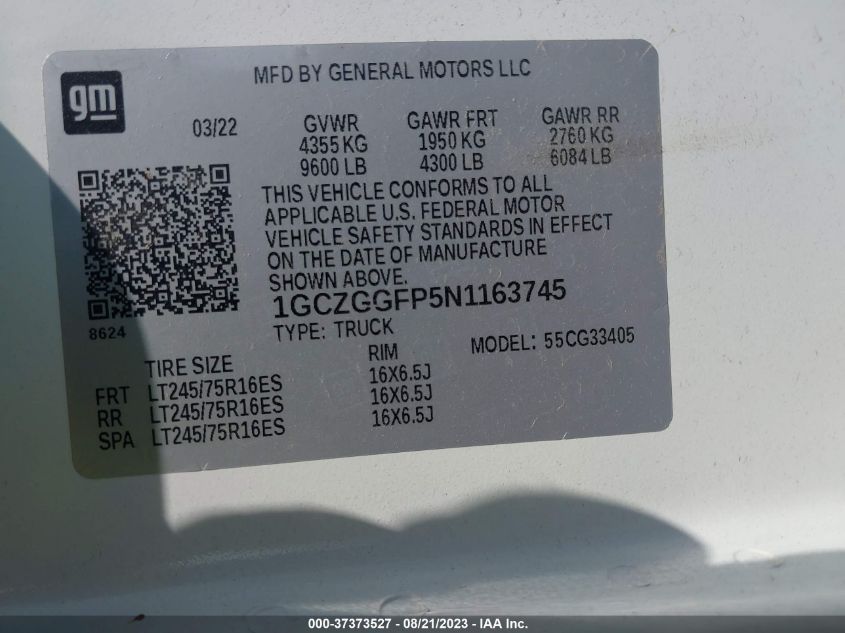 MFD BY GENERAL MOTORS LLC
gm
03/22 GVWR GAWR FRT GAWR RR
4355 KG 1950 KG 2760 KG
9600 LB 4300 LB 6084 LB
THIS VEHICLE CONFORMS TO ALL
APPLICABLE U.S. FEDERAL MOTOR
VEHICLE SAFETY STANDARDS IN EFFECT
ON THE DATE OF MANUFACTURE
SHOWN ABOVE.
1GCZGGFP5N1163745
8624
TYPE: TRUCK MODEL: 55CG33405
TIRE SIZE RIM
FRT LT245/75R16ES 16X6.5J
RR LT245/75R16ES 16X6.5J
SPA LT245/75R16ES 16X6.5J
000-37373527 - 08/21/2023 - IAAI.com.